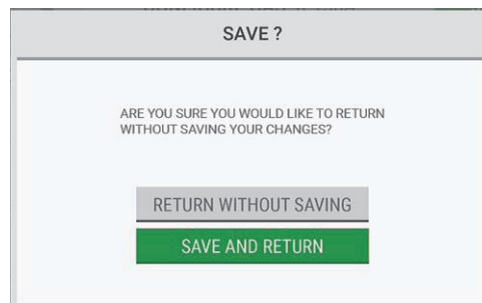 SAVE ?
ARE YOU SURE YOU WOULD LIKE TO RETURN
WITHOUT SAVING YOUR CHANGES?
RETURN WITHOUT SAVING
SAVE AND RETURN